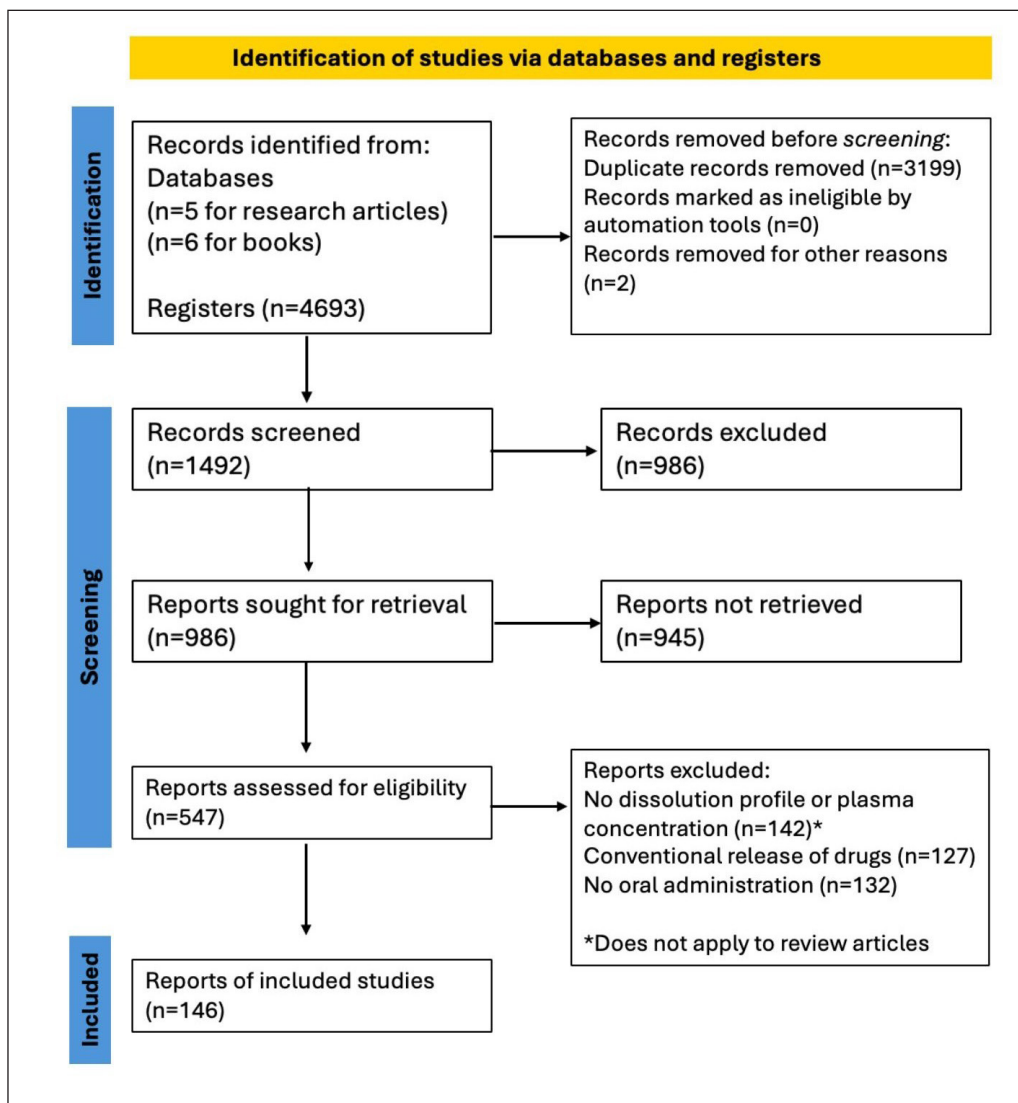 Identification of studies via databases and registers
Identification
Records identified from:
Databases
(n=5 for research articles)
(n=6 for books)
Registers (n=4693)
Records removed before screening:
Duplicate records removed (n=3199)
Records marked as ineligible by
automation tools (n=0)
Records removed for other reasons
(n=2)
Screening
Records screened
(n=1492)
Records excluded
(n=986)
Reports sought for retrieval
(n=986)
Reports not retrieved
(n=945)
Reports assessed for eligibility
(n=547)
Reports excluded:
No dissolution profile or plasma
concentration (n=142)*
Conventional release of drugs (n=127)
No oral administration (n=132)
*Does not apply to review articles
Included
Reports of included studies
(n=146)